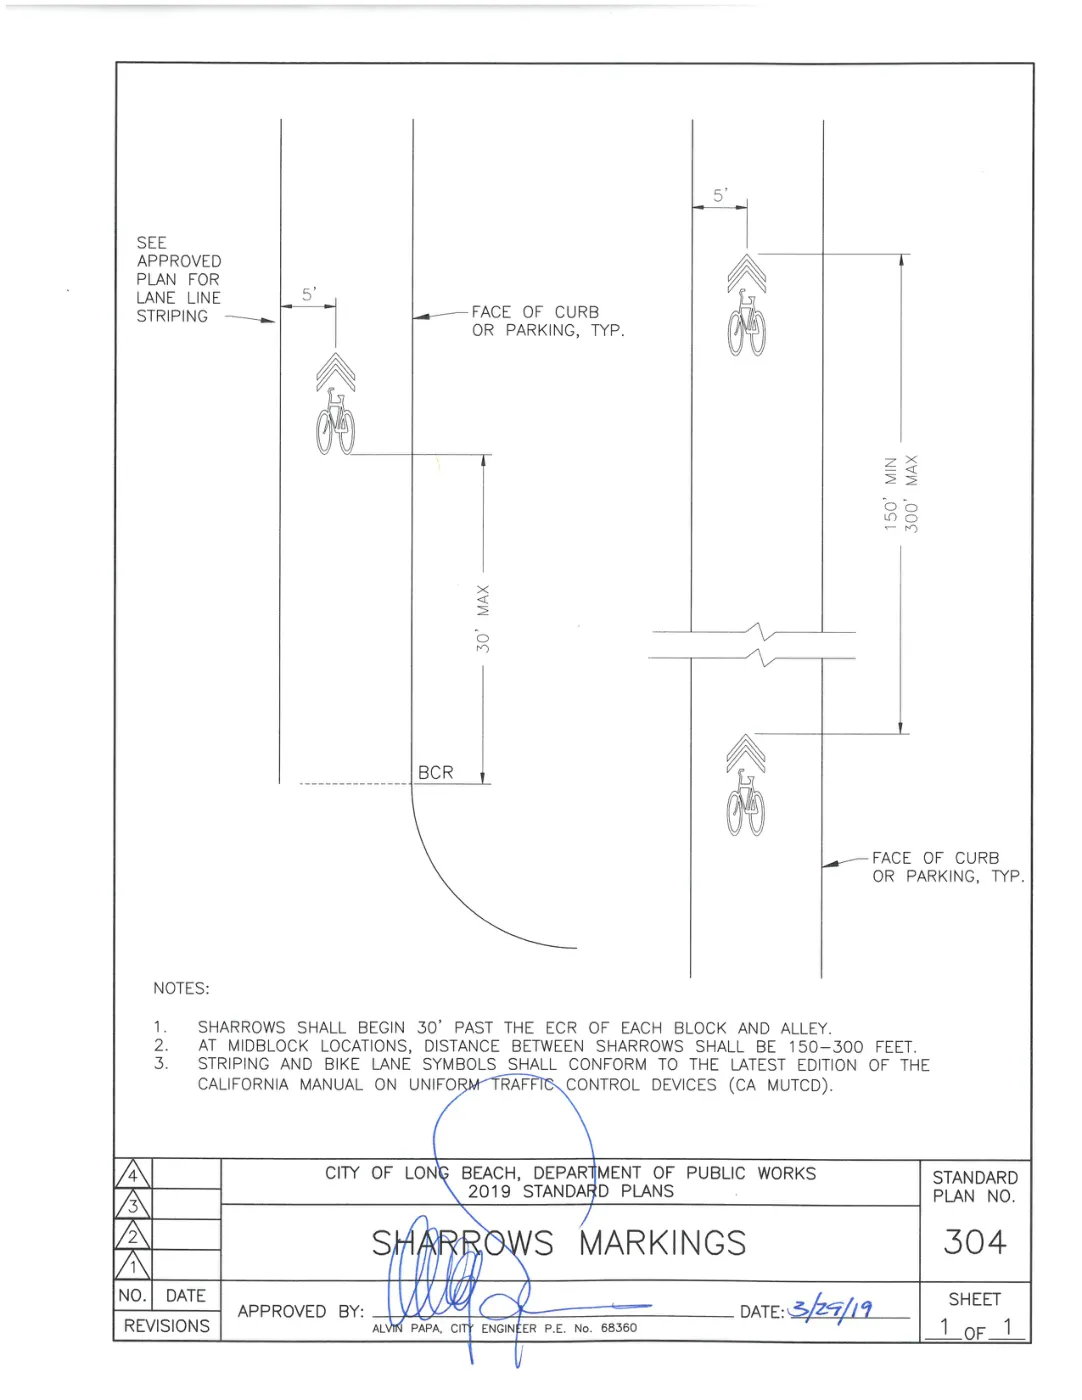 5'
SEE
APPROVED
PLAN FOR
LANE LINE
STRIPING
5'
FACE OF CURB
OR PARKING, TYP.
150' MIN
300' MAX
30' MAX
BCR
FACE OF CURB
OR PARKING, TYP.
NOTES:
1. SHARROWS SHALL BEGIN 30' PAST THE ECR OF EACH BLOCK AND ALLEY.
2. AT MIDBLOCK LOCATIONS, DISTANCE BETWEEN SHARROWS SHALL BE 150-300 FEET.
3. STRIPING AND BIKE LANE SYMBOLS SHALL CONFORM TO THE LATEST EDITION OF THE
CALIFORNIA MANUAL ON UNIFORM TRAFFIC CONTROL DEVICES (CA MUTCD).
4
3
2
1
NO. DATE
REVISIONS
CITY OF LONG BEACH, DEPARTMENT OF PUBLIC WORKS
2019 STANDARD PLANS
SHARROWS MARKINGS
APPROVED BY:
DATE: 3/29/19
ALVIN PAPA, CITY ENGINEER P.E. No. 68360
STANDARD
PLAN NO.
304
SHEET
1 OF 1